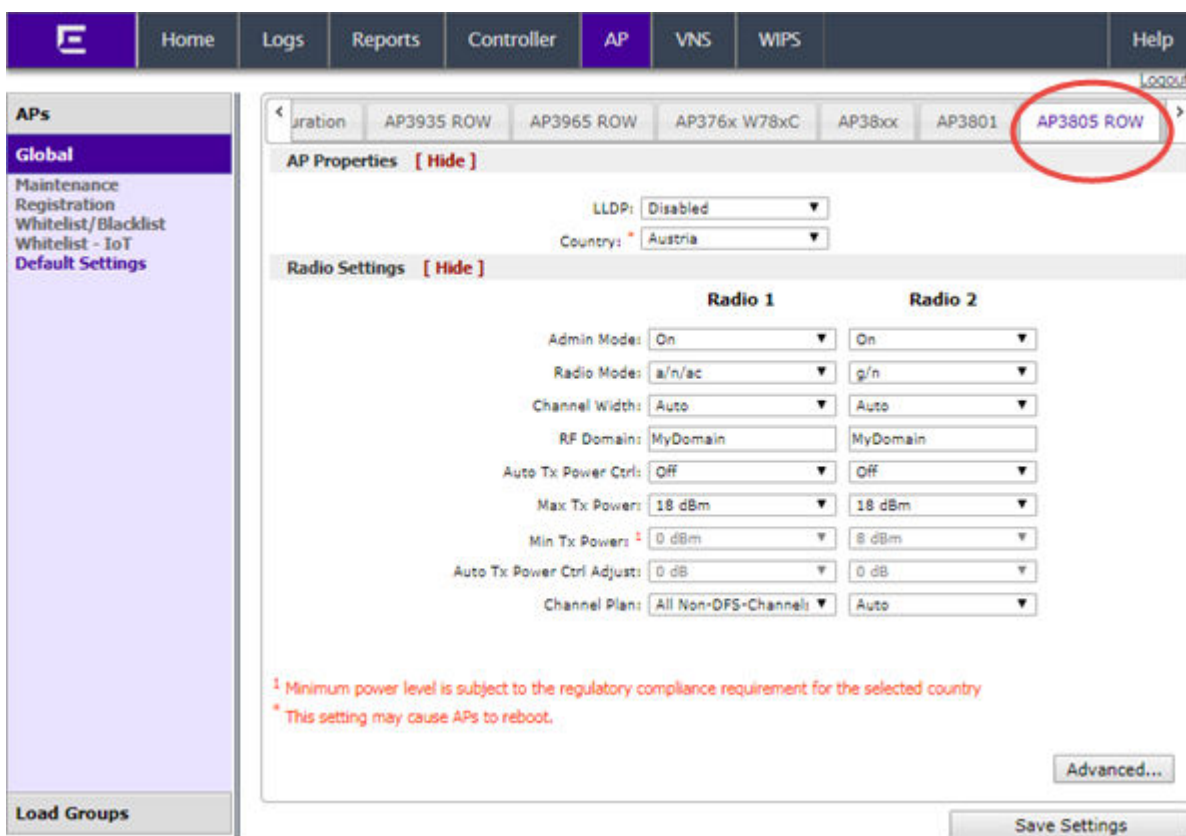 Home Logs Reports Controller AP VNS WIPS Help
Logout
APs
Global
Maintenance
Registration
Whitelist/Blacklist
Whitelist - IoT
Default Settings
Load Groups
uration AP3935 ROW AP3965 ROW AP376x W78xC AP38xx AP3801 AP3805 ROW
AP Properties [ Hide ]
LLDP: Disabled
Country: * Austria
Radio Settings [ Hide ]
Radio 1 Radio 2
Admin Mode: On On
Radio Mode: a/n/ac g/n
Channel Width: Auto Auto
RF Domain: MyDomain MyDomain
Auto Tx Power Ctrl: Off Off
Max Tx Power: 18 dBm 18 dBm
Min Tx Power: 1 0 dBm 8 dBm
Auto Tx Power Ctrl Adjust: 0 dB 0 dB
Channel Plan: All Non-DFS-Channels Auto
1 Minimum power level is subject to the regulatory compliance requirement for the selected country
* This setting may cause APs to reboot.
Advanced...
Save Settings